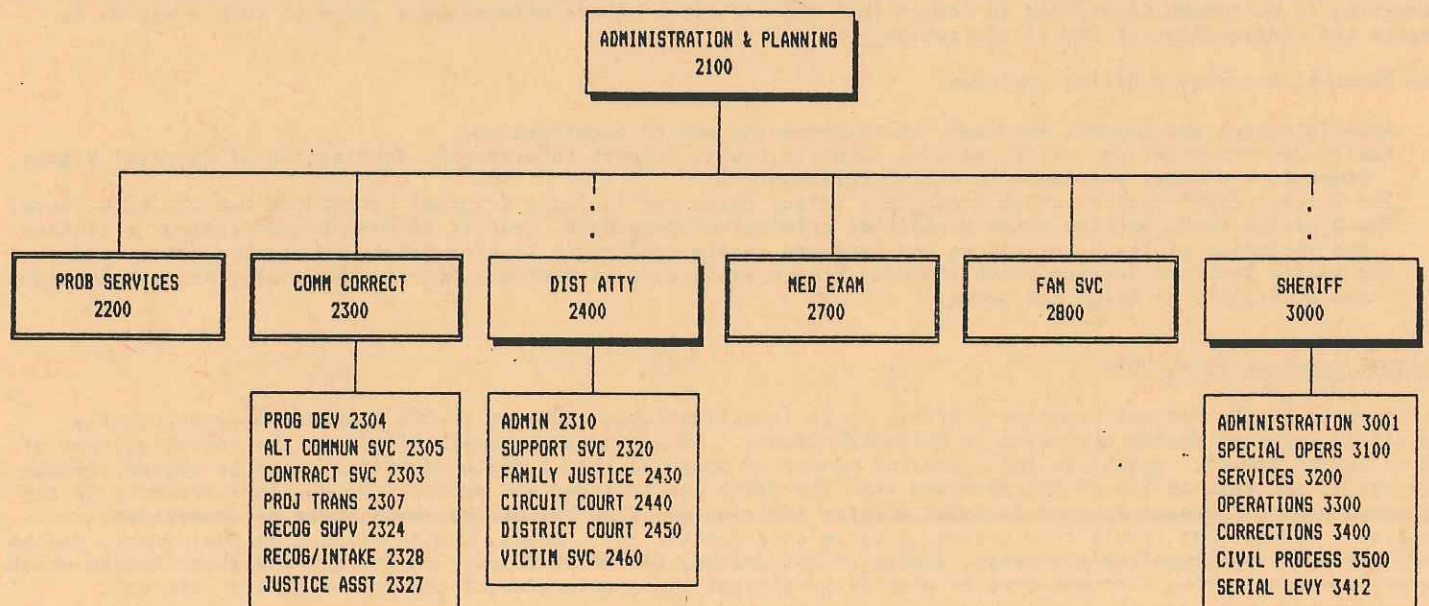 ADMINISTRATION & PLANNING
2100
PROB SERVICES
2200
COMM CORRECT
2300
DIST ATTY
2400
MED EXAM
2700
FAM SVC
2800
SHERIFF
3000
PROG DEV 2304
ALT COMMUN SVC 2305
CONTRACT SVC 2303
PROJ TRANS 2307
RECOG SUPV 2324
RECOG/INTAKE 2328
JUSTICE ASST 2327
ADMIN 2310
SUPPORT SVC 2320
FAMILY JUSTICE 2430
CIRCUIT COURT 2440
DISTRICT COURT 2450
VICTIM SVC 2460
ADMINISTRATION 3001
SPECIAL OPERS 3100
SERVICES 3200
OPERATIONS 3300
CORRECTIONS 3400
CIVIL PROCESS 3500
SERIAL LEVY 3412